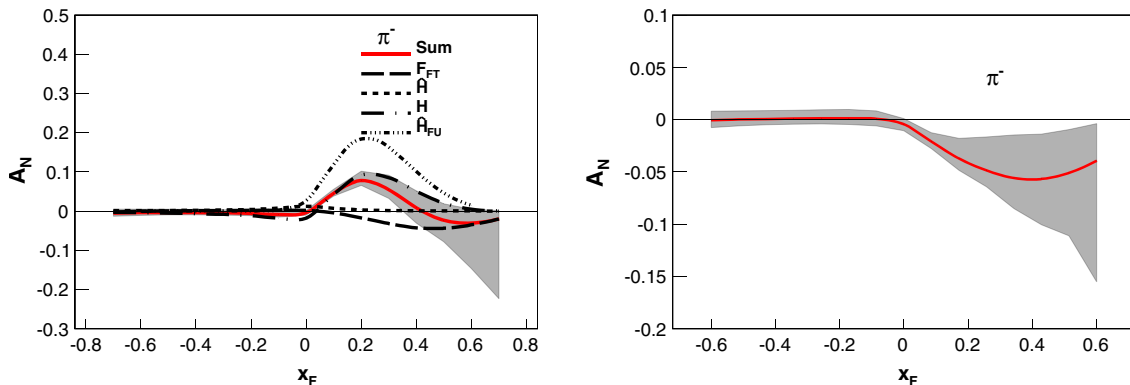 π⁻
Sum
F_FT
Ĥ
H
Ĥ_FU
A_N
0.5
0.4
0.3
0.2
0.1
0
-0.1
-0.2
-0.3
-0.8 -0.6 -0.4 -0.2 0 0.2 0.4 0.6 0.8
x_F
π⁻
A_N
0.1
0.05
0
-0.05
-0.1
-0.15
-0.2
-0.6 -0.4 -0.2 0 0.2 0.4 0.6
x_F